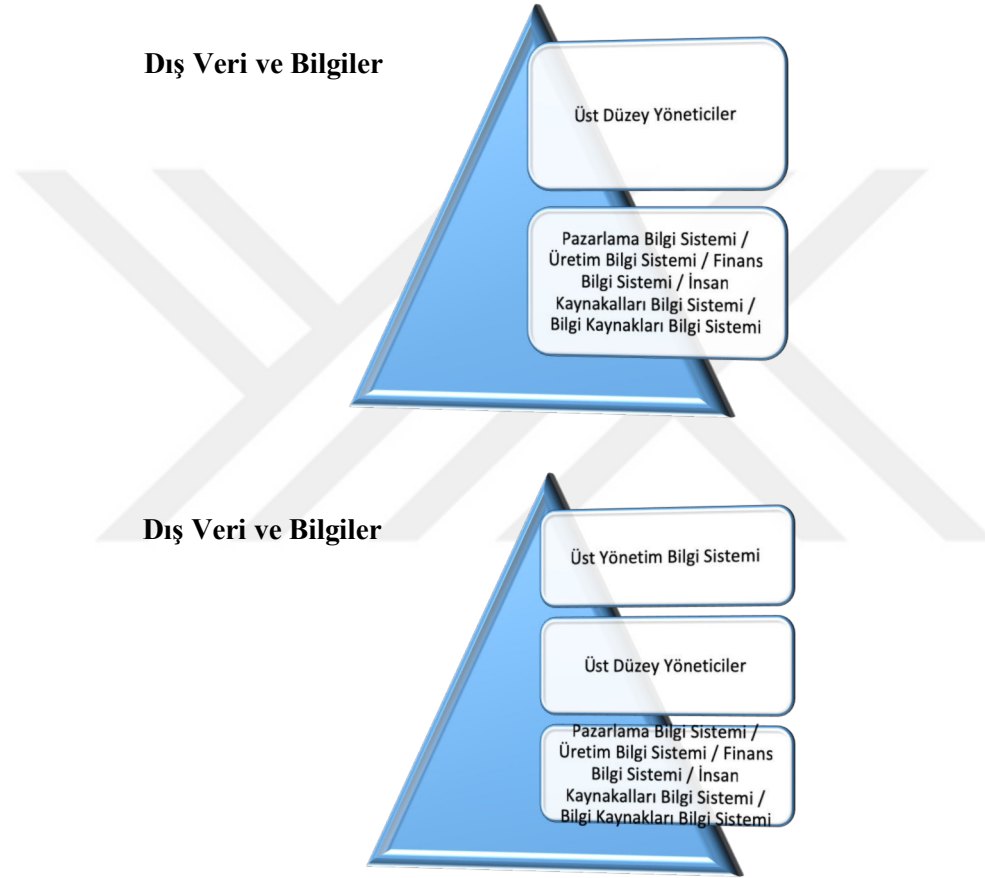 Dış Veri ve Bilgiler
Üst Düzey Yöneticiler
Pazarlama Bilgi Sistemi /
Üretim Bilgi Sistemi / Finans
Bilgi Sistemi / İnsan
Kaynakalları Bilgi Sistemi /
Bilgi Kaynakları Bilgi Sistemi
Dış Veri ve Bilgiler
Üst Yönetim Bilgi Sistemi
Üst Düzey Yöneticiler
Pazarlama Bilgi Sistemi /
Üretim Bilgi Sistemi / Finans
Bilgi Sistemi / İnsan
Kaynakalları Bilgi Sistemi /
Bilgi Kaynakları Bilgi Sistemi